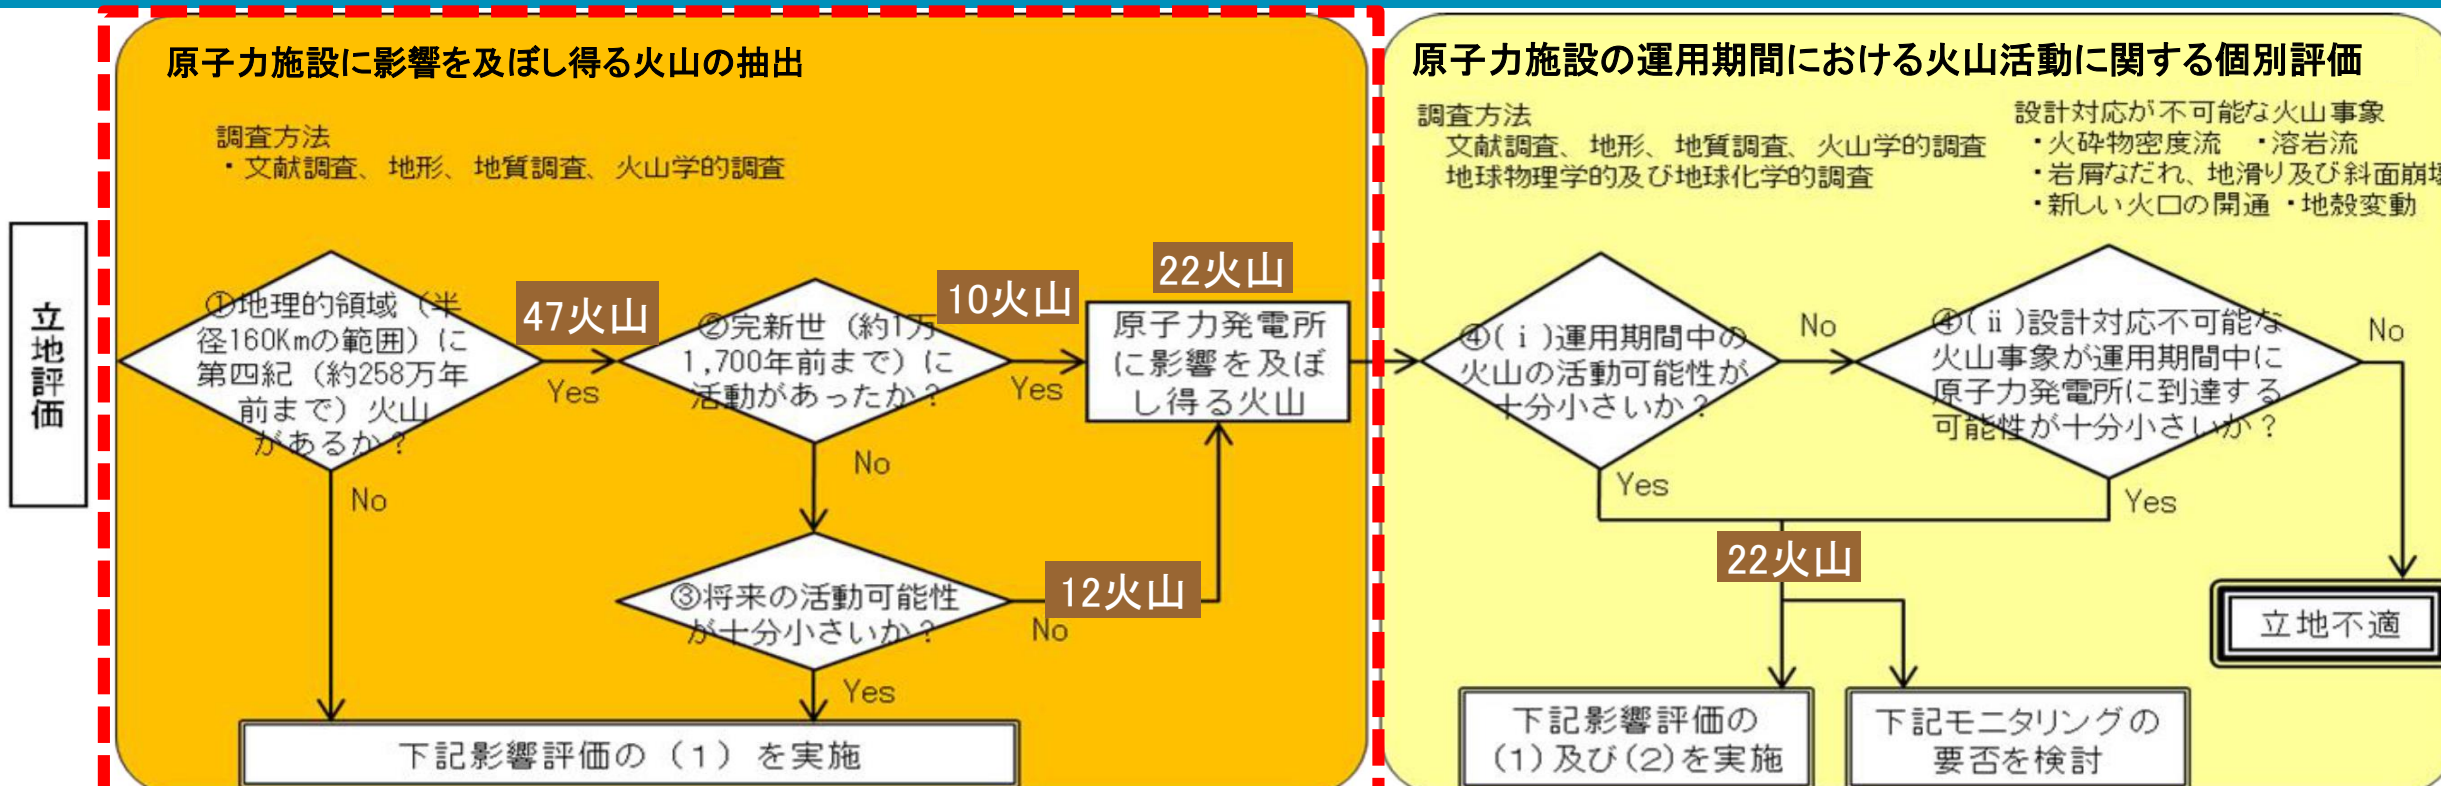 立地評価
原子力施設に影響を及ぼし得る火山の抽出
調査方法
・文献調査、地形、地質調査、火山学的調査
①地理的領域（半
径160Kmの範囲）に
第四紀（約258万年
前まで）火山
があるか？
47火山
Yes
No
②完新世（約1万
1,700年前まで）に
活動があったか？
10火山
Yes
No
22火山
原子力発電所
に影響を及ぼ
し得る火山
③将来の活動可能性
が十分小さいか？
12火山
No
Yes
下記影響評価の（1）を実施
原子力施設の運用期間における火山活動に関する個別評価
調査方法
文献調査、地形、地質調査、火山学的調査
地球物理学的及び地球化学的調査
設計対応が不可能な火山事象
・火砕物密度流　・溶岩流
・岩屑なだれ、地滑り及び斜面崩
・新しい火口の開通 ・地殻変動
④(ⅰ)運用期間中の
火山の活動可能性が
十分小さいか？
No
Yes
④(ⅱ)設計対応不可能な
火山事象が運用期間中に
原子力発電所に到達する
可能性が十分小さいか？
No
Yes
22火山
立地不適
下記影響評価の
(1)及び(2)を実施
下記モニタリングの
要否を検討